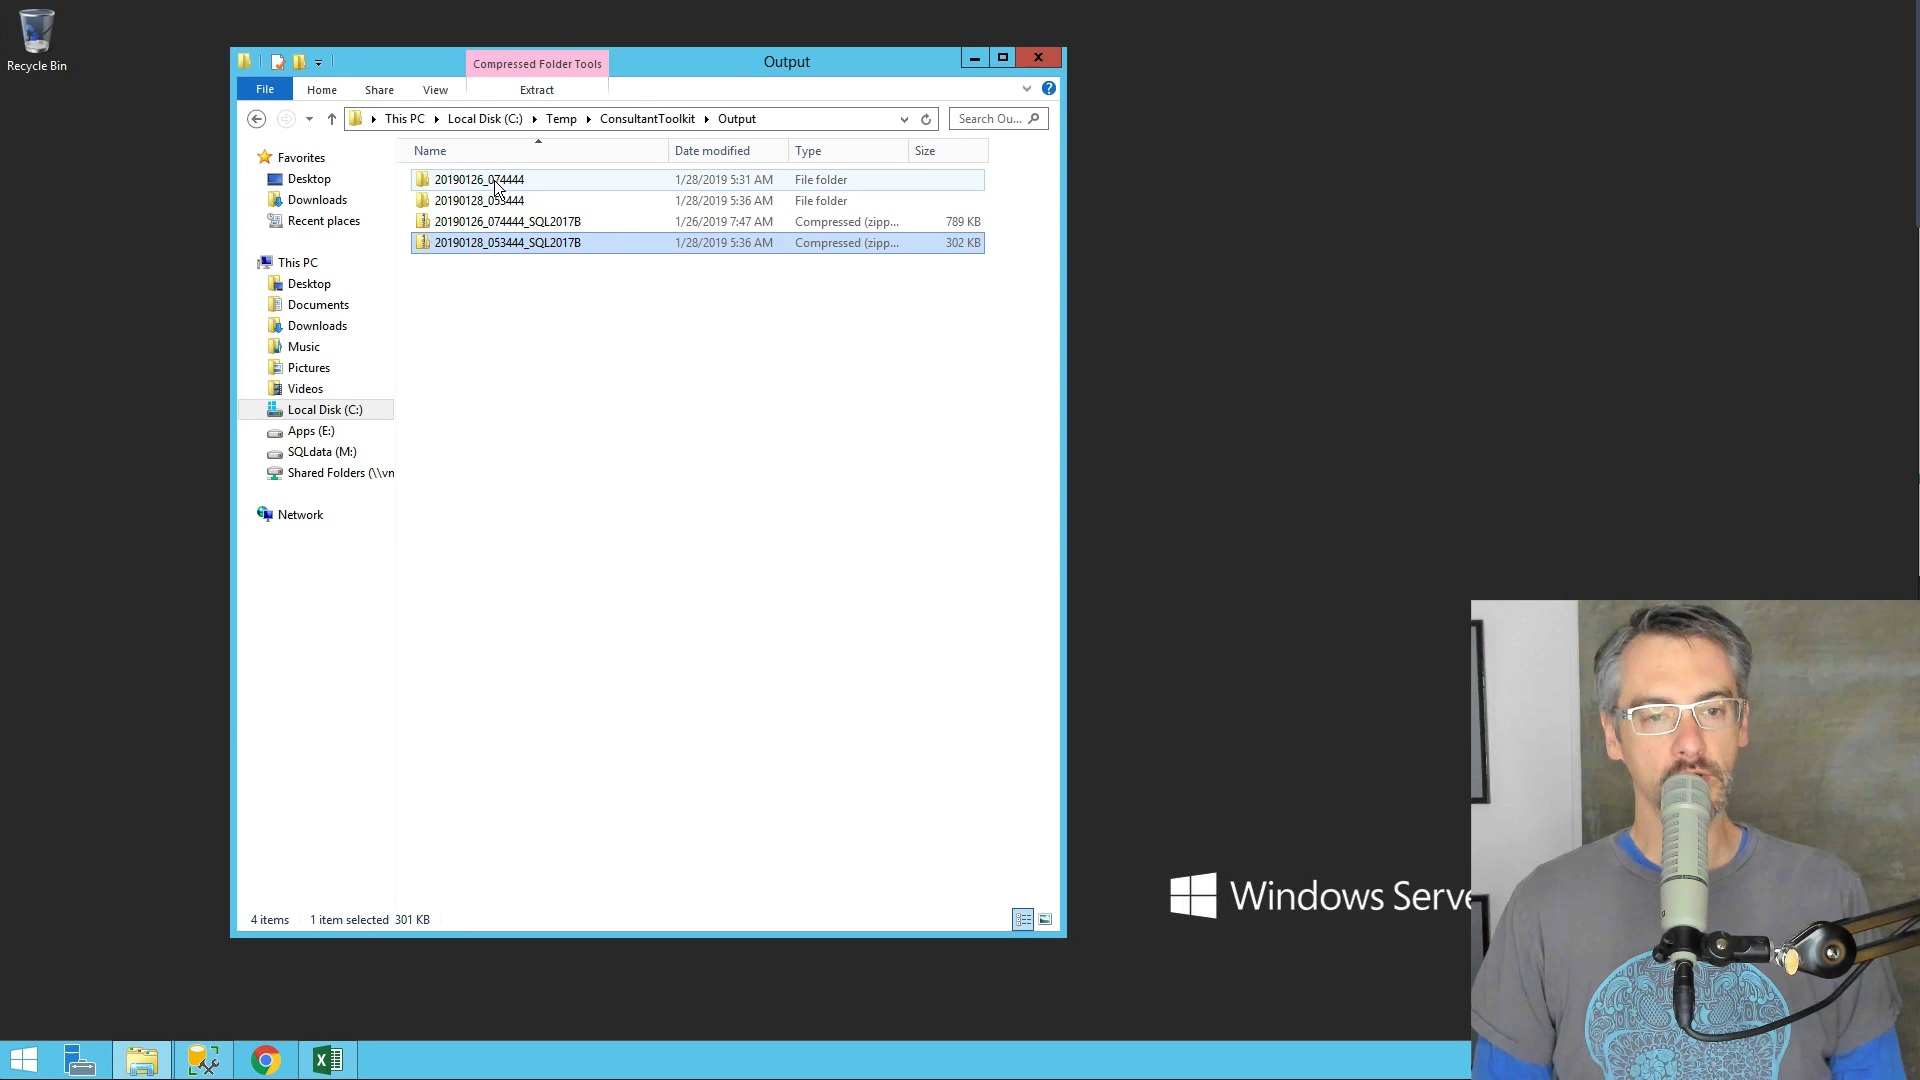 Recycle Bin
Compressed Folder Tools
Output
File
Home
Share
View
Extract
This PC
Local Disk (C:)
Temp
ConsultantToolkit
Output
Search Ou...
Name
Date modified
Type
Size
20190126_074444
1/28/2019 5:31 AM
File folder
20190128_053444
1/28/2019 5:36 AM
File folder
20190126_074444_SQL2017B
1/26/2019 7:47 AM
Compressed (zipp...
789 KB
20190128_053444_SQL2017B
1/28/2019 5:36 AM
Compressed (zipp...
302 KB
Favorites
Desktop
Downloads
Recent places
This PC
Desktop
Documents
Downloads
Music
Pictures
Videos
Local Disk (C:)
Apps (E:)
SQLdata (M:)
Shared Folders (\\vn
Network
4 items
1 item selected 301 KB
Windows Serve